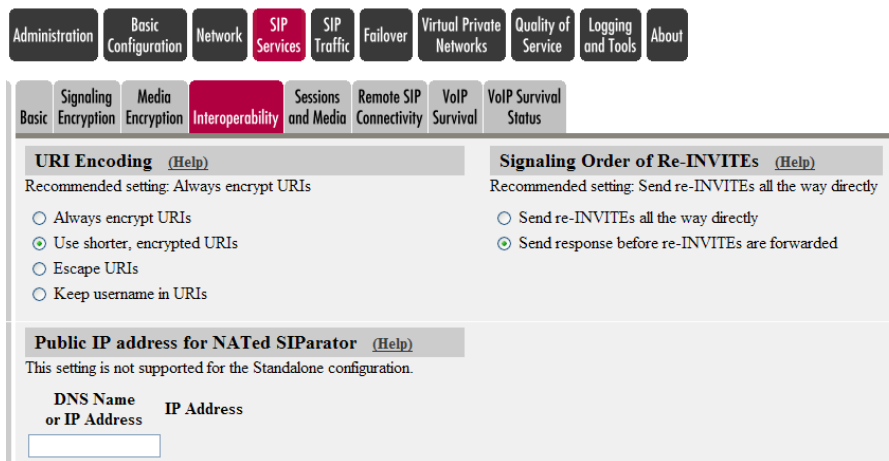 Administration
Basic
Configuration
Network
SIP
Services
SIP
Traffic
Failover
Virtual Private
Networks
Quality of
Service
Logging
and Tools
About
Basic
Signaling
Encryption
Media
Encryption
Interoperability
Sessions
and Media
Remote SIP
Connectivity
VoIP
Survival
VoIP Survival
Status
URI Encoding (Help)
Recommended setting: Always encrypt URIs
Always encrypt URIs
Use shorter, encrypted URIs
Escape URIs
Keep username in URIs
Signaling Order of Re-INVITEs (Help)
Recommended setting: Send re-INVITEs all the way directly
Send re-INVITEs all the way directly
Send response before re-INVITEs are forwarded
Public IP address for NATed SIParator (Help)
This setting is not supported for the Standalone configuration.
DNS Name
or IP Address
IP Address